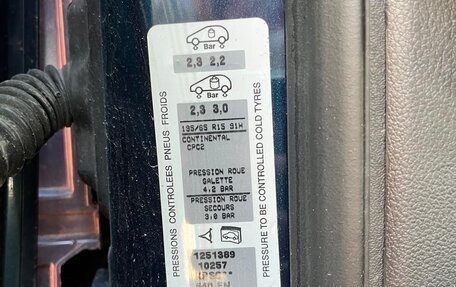 Bar
2,3 2,2
Bar
2,3 3,0
195/65 R15 91H
CONTINENTAL
CPC2
PRESSION ROUE
GALETTE
4.2 BAR
PRESSION ROUE
SECOURS
3.0 BAR
1251389
10257
PRESSIONS CONTROLEES PNEUS FROIDS
PRESSURE TO BE CONTROLLED COLD TYRES